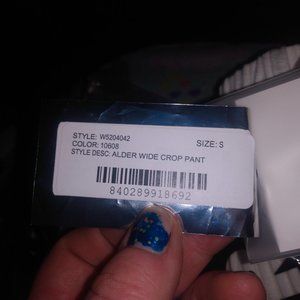 STYLE: W5204042
COLOR: 10608 SIZE: S
STYLE DESC: ALDER WIDE CROP PANT
840289918692